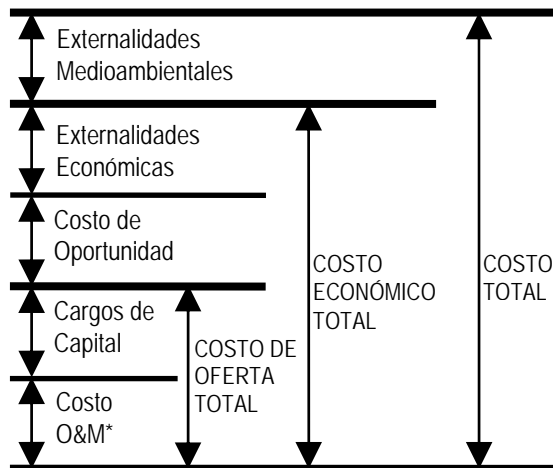 Externalidades
Medioambientales
Externalidades
Económicas
Costo de
Oportunidad
Cargos de
Capital
Costo
O&M*
COSTO DE
OFERTA
TOTAL
COSTO
ECONÓMICO
TOTAL
COSTO
TOTAL